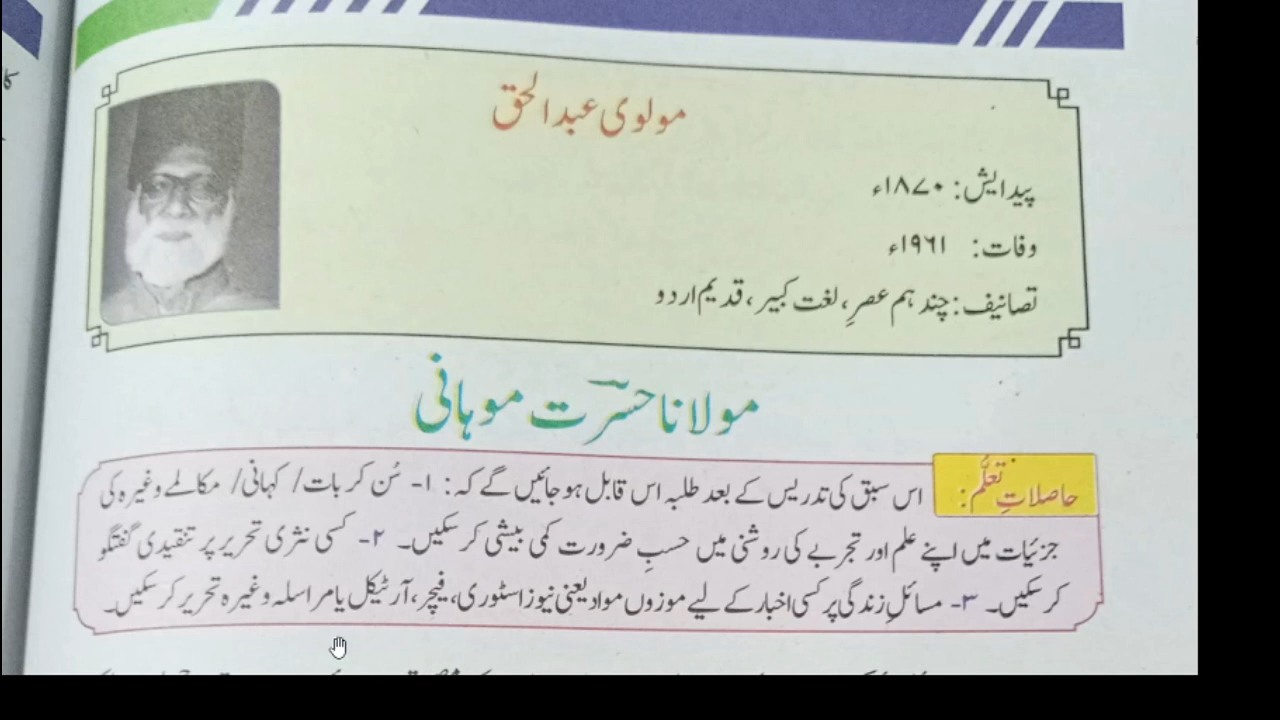 مولوی عبدالحق
پیدایش: ۱۸۷۰ء
وفات: ۱۹۶۱ء
تصانیف: چند ہم عصر، لغت کبیر، قدیم اردو
مولانا حسرت موہانی
حاصلاتِ تعلّم: اس سبق کی تدریس کے بعد طلبہ اس قابل ہو جائیں گے کہ: ۱- سُن کر بات/ کہانی/ مکالمے وغیرہ کی
جزئیات میں اپنے علم اور تجربے کی روشنی میں حسبِ ضرورت کمی بیشی کر سکیں۔ ۲- کسی نثری تحریر پر تنقیدی گفتگو
کر سکیں۔ ۳- مسائلِ زندگی پر کسی اخبار کے لیے موزوں مواد یعنی نیوز اسٹوری، فیچر، آرٹیکل یا مراسلہ وغیرہ تحریر کر سکیں۔